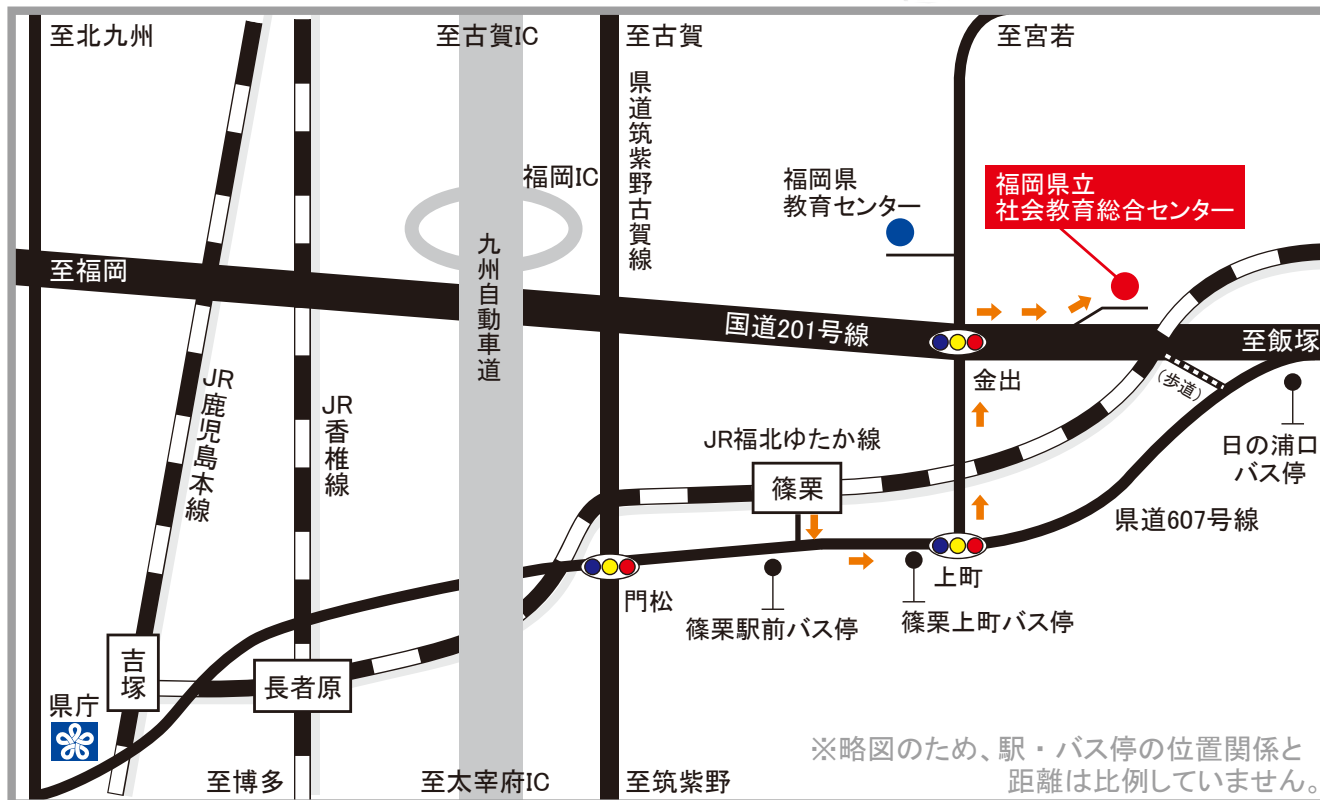 至北九州
至古賀IC
至古賀
至宮若
県道筑紫野古賀線
福岡IC
福岡県
教育センター
福岡県立
社会教育総合センター
九州自動車道
至福岡
国道201号線
至飯塚
金出
(歩道)
JR鹿児島本線
JR香椎線
JR福北ゆたか線
篠栗
日の浦口
バス停
県道607号線
上町
門松
篠栗駅前バス停
篠栗上町バス停
吉塚
長者原
県庁
至博多
至太宰府IC
至筑紫野
※略図のため、駅・バス停の位置関係と
距離は比例していません。